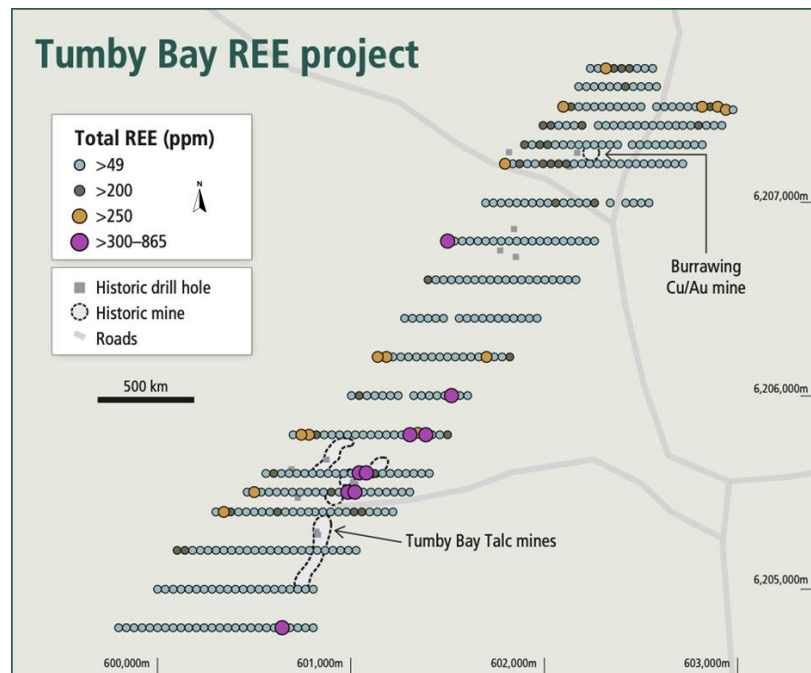 Tumby Bay REE project
Total REE (ppm)
>49
>200
>250
>300–865
N
Historic drill hole
Historic mine
Roads
500 km
6,207,000m
Burrawing
Cu/Au mine
6,206,000m
Tumby Bay Talc mines
6,205,000m
600,000m
601,000m
602,000m
603,000m